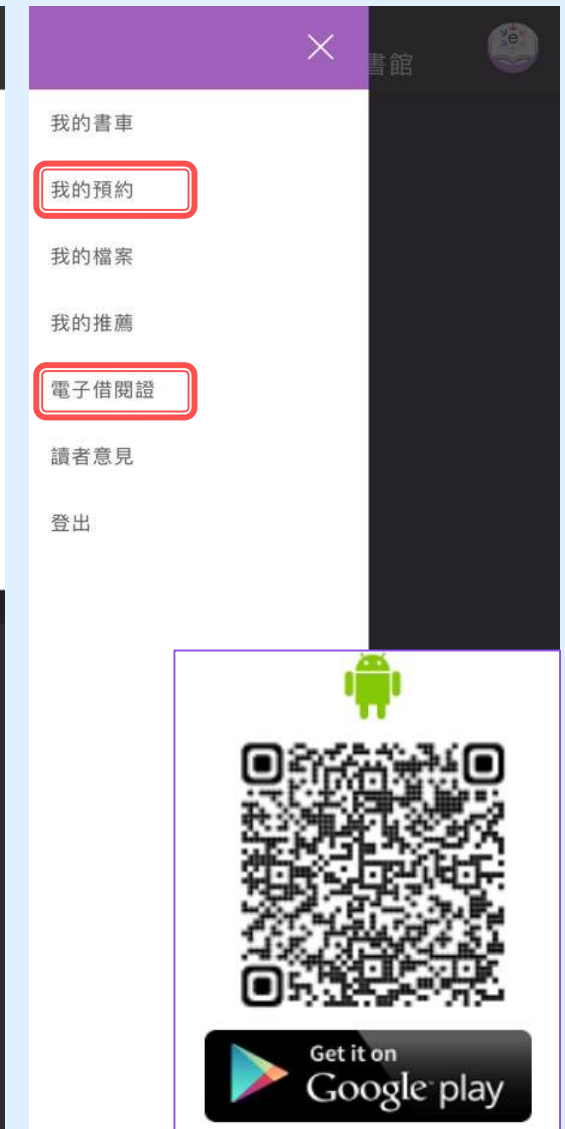 書館
我的書車
我的預約
我的檔案
我的推薦
電子借閱證
讀者意見
登出
Get it on
Google play